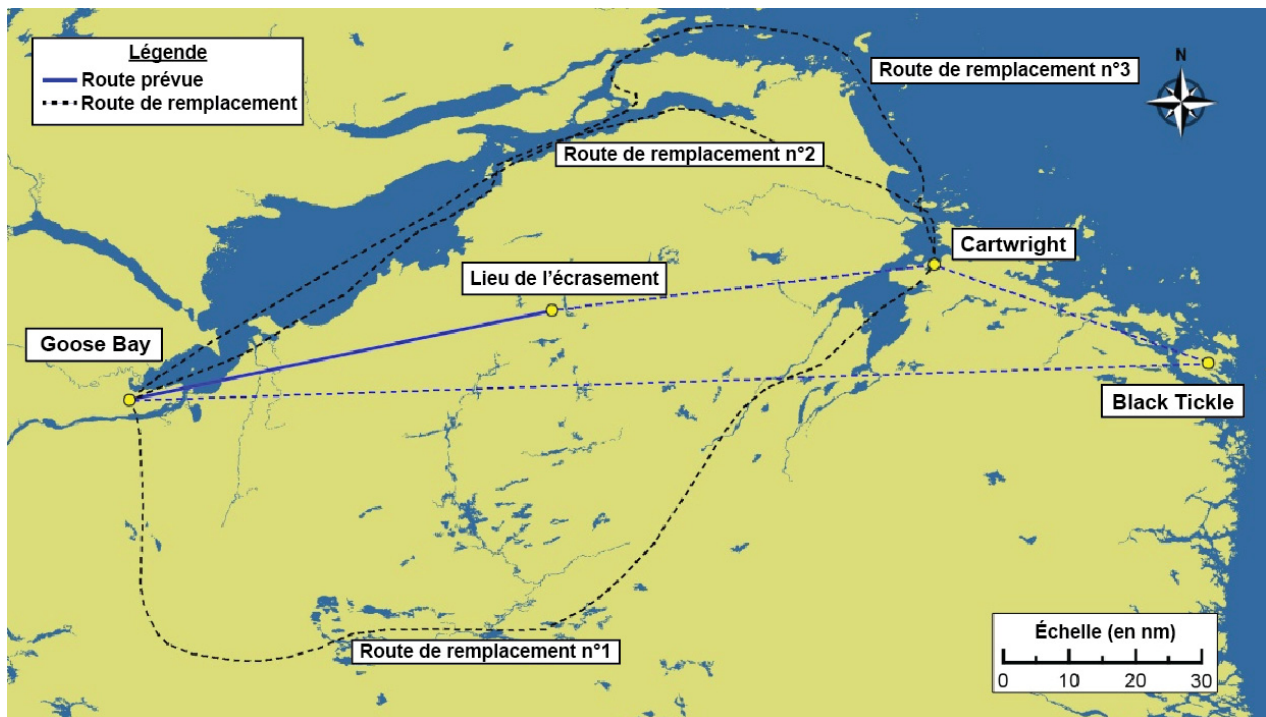 Légende
Route prévue
Route de remplacement
Route de remplacement n°3
N
Route de remplacement n°2
Cartwright
Lieu de l'écrasement
Goose Bay
Black Tickle
Échelle (en nm)
0 10 20 30
Route de remplacement n°1